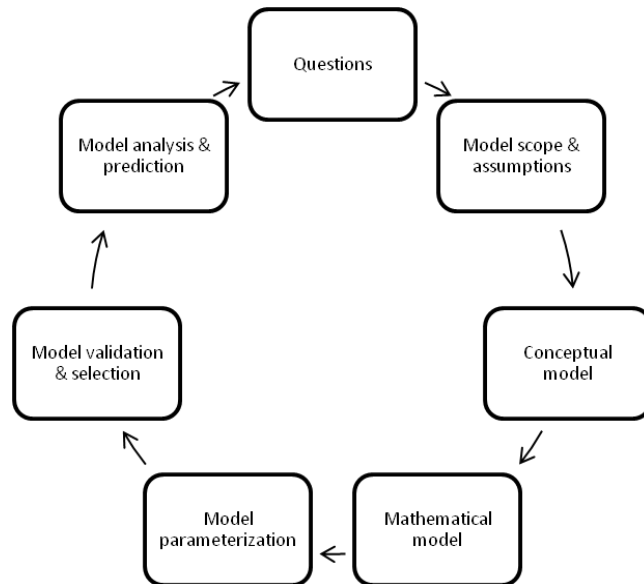 Questions
Model scope &
assumptions
Conceptual
model
Mathematical
model
Model
parameterization
Model validation
& selection
Model analysis &
prediction